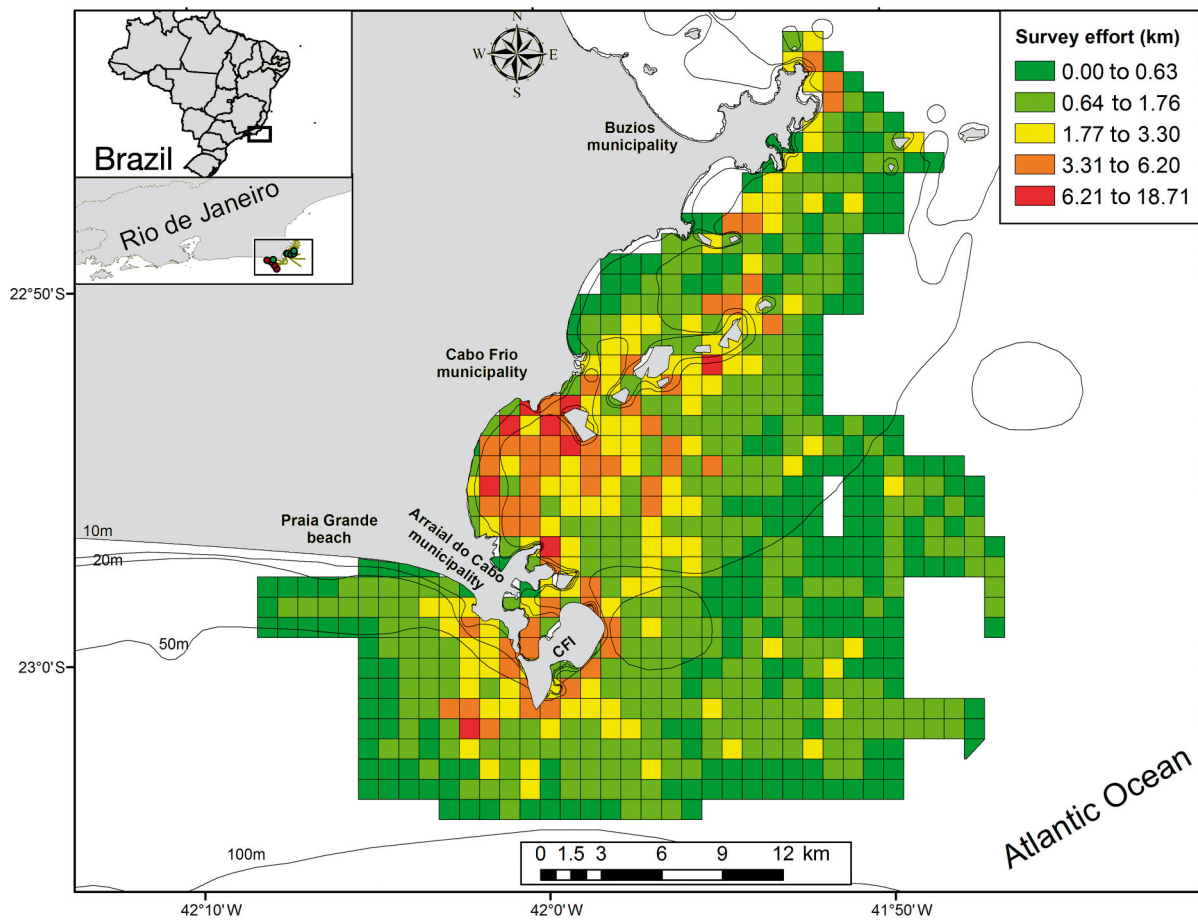 N
W
E
S
Brazil
Rio de Janeiro
Survey effort (km)
0.00 to 0.63
0.64 to 1.76
1.77 to 3.30
3.31 to 6.20
6.21 to 18.71
Buzios
municipality
22°50'S
Cabo Frio
municipality
Praia Grande
beach
Arraial do Cabo
municipality
10m
20m
50m
CFI
23°0'S
100m
Atlantic Ocean
0 1.5 3 6 9 12 km
42°10'W
42°0'W
41°50'W